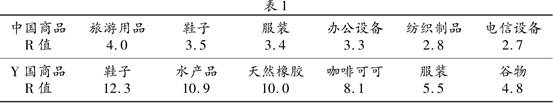 表1
中国商品 旅游用品 鞋子 服装 办公设备 纺织制品 电信设备
R值 4.0 3.5 3.4 3.3 2.8 2.7
Y国商品 鞋子 水产品 天然橡胶 咖啡可可 服装 谷物
R值 12.3 10.9 10.0 8.1 5.5 4.8